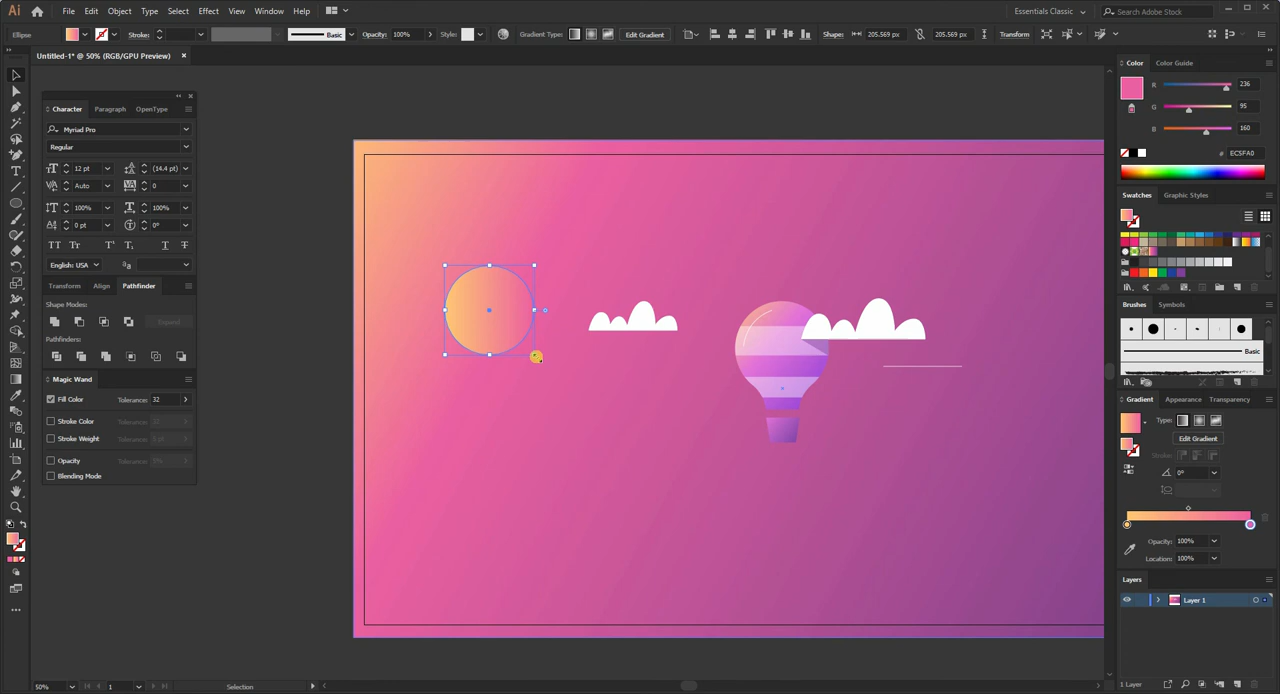 Ai File Edit Object Type Select Effect View Window Help Essentials Classic Search Adobe Stock
Ellipse Stroke: Basic Opacity: 100% Style: Gradient Type: Edit Gradient Shape: 205.569 px 205.569 px Transform
Untitled-1* @ 50% (RGB/GPU Preview)
Character Paragraph OpenType
Myriad Pro
Regular
12 pt (14.4 pt)
Auto 0
100% 100%
0 pt 0°
English: USA
Transform Align Pathfinder
Shape Modes:
Expand
Pathfinders:
Magic Wand
Fill Color Tolerance: 32
Stroke Color Tolerance:
Stroke Weight Tolerance:
Opacity Tolerance:
Blending Mode
Color Color Guide
R 236
G 95
B 160
# EC5FA0
Swatches Graphic Styles
Brushes Symbols
Basic
Gradient Appearance Transparency
Type:
Edit Gradient
Stroke:
0°
Opacity: 100%
Location: 100%
Layers
Layer 1
1 Layer
50% 1 Selection